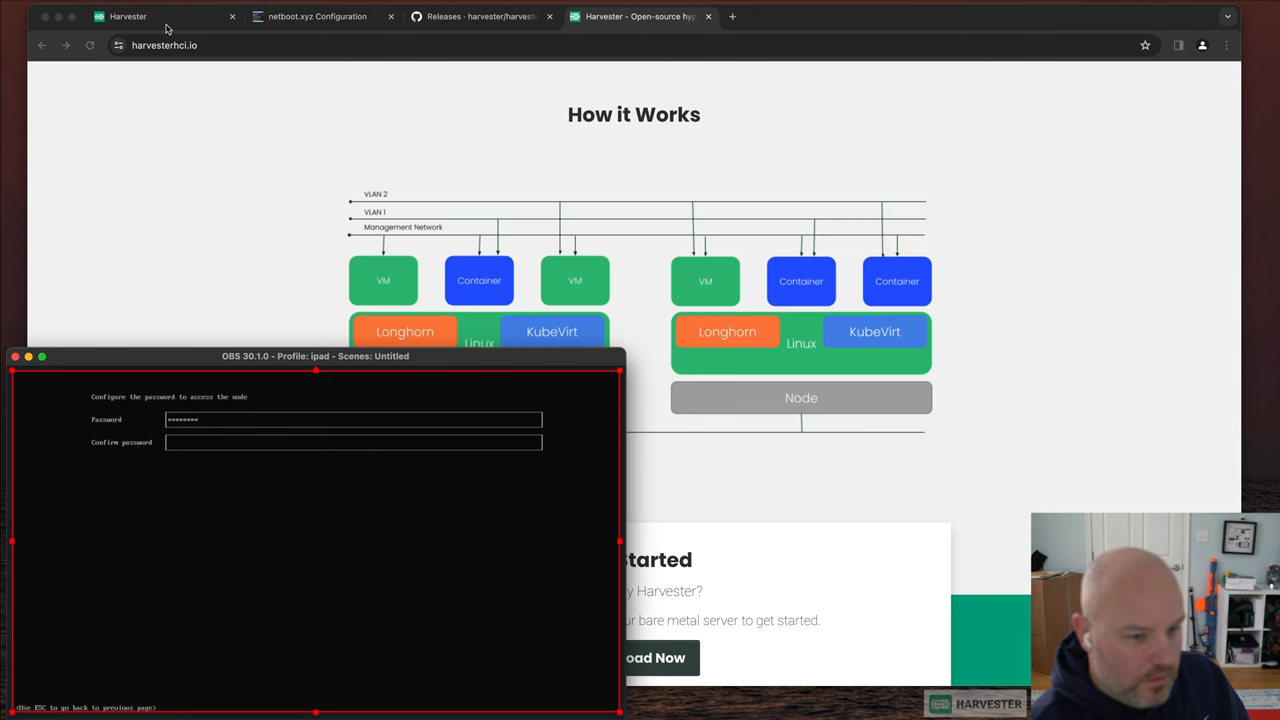 Harvester
netboot.xyz Configuration
Releases · harvester/harveste
Harvester - Open-source hyp
harvesterhci.io
How it Works
VLAN 2
VLAN 1
Management Network
VM
Container
VM
VM
Container
Container
Longhorn
Linux
KubeVirt
Longhorn
Linux
KubeVirt
Node
OBS 30.1.0 - Profile: ipad - Scenes: Untitled
Configure the password to access the node
Password ********
Confirm password
<Use ESC to go back to previous page>
Started
y Harvester?
ur bare metal server to get started.
oad Now
HARVESTER